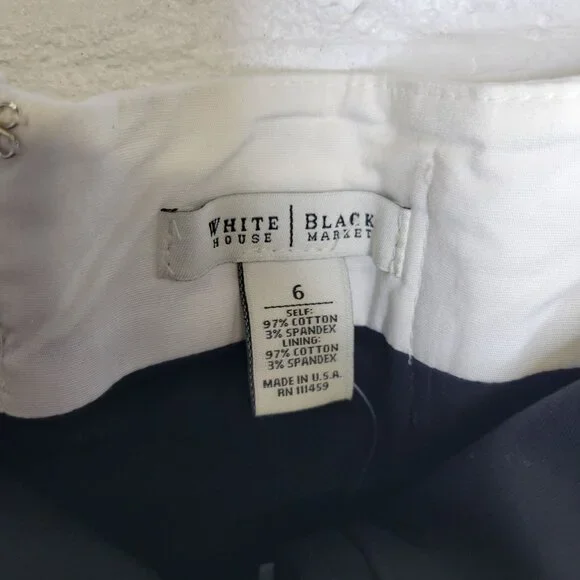 WHITE | BLACK
HOUSE | MARKET
6
SELF:
97% COTTON
3% SPANDEX
LINING:
97% COTTON
3% SPANDEX
MADE IN U.S.A.
RN 111459